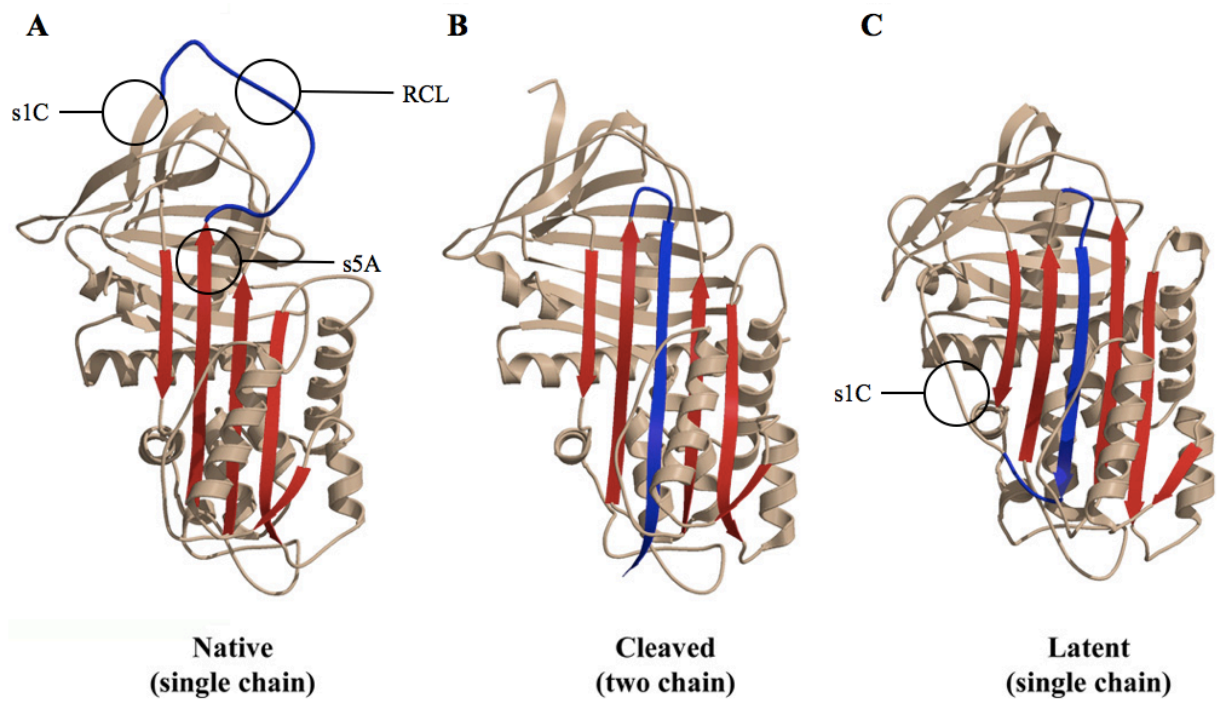 A
B
C
s1C
RCL
s5A
s1C
Native
(single chain)
Cleaved
(two chain)
Latent
(single chain)